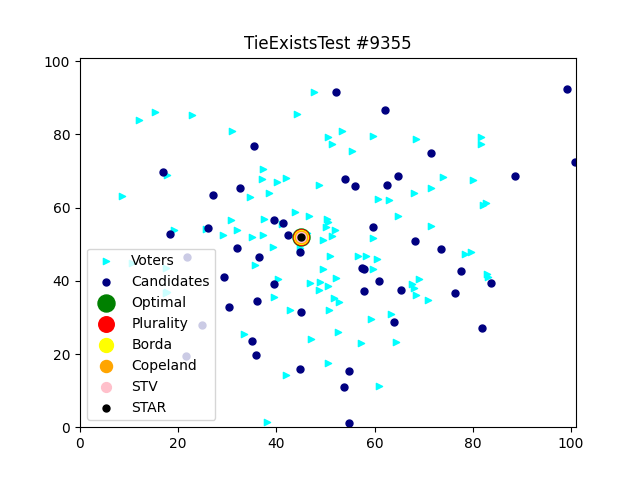 TieExistsTest #9355
100
80
60
40
20
0
Voters
Candidates
Optimal
Plurality
Borda
Copeland
STV
STAR
0 20 40 60 80 100